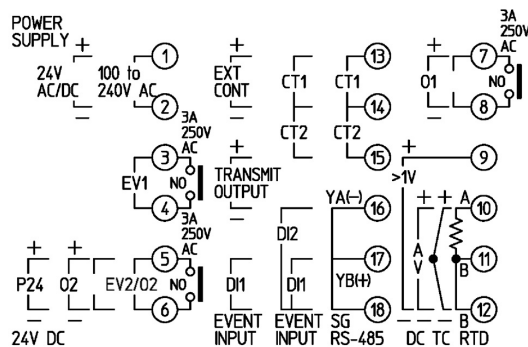 POWER
SUPPLY
+ + 1 + 13 + 7 3A
250V
AC
24V
AC/DC
100 to
240V AC
EXT
CONT
CT1 CT1 O1 NO
− − 2 − 14 − 8
3A
250V
AC
CT2 CT2
3 + 15 + 9
EV1 NO TRANSMIT
OUTPUT
>1V
4 − YA(−) 16 + + A 10
3A
250V
AC
DI2
+ + 5 17 A
V
B 11
P24 O2 EV2/O2 NO DI1 DI1 YB(+)
− − 6 18 − − − B 12
24V DC EVENT
INPUT
EVENT
INPUT
SG
RS-485
DC TC RTD